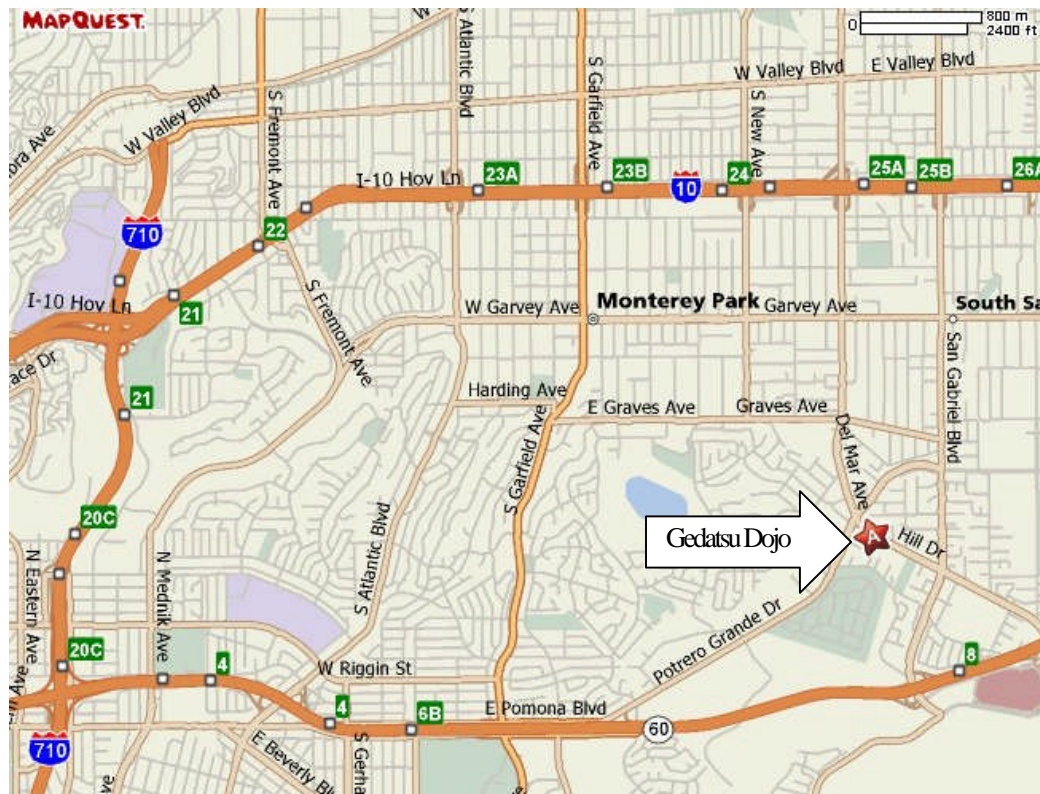 MAPQUEST.
0
800 m
2400 ft
W Valley Blvd
S Fremont Ave
S Atlantic Blvd
S Garfield Ave
W Valley Blvd
E Valley Blvd
S New Ave
I-10 Hov Ln
23A
23B
10
24
25A
25B
26A
710
22
I-10 Hov Ln
21
S Fremont Ave
W Garvey Ave
Monterey Park
Garvey Ave
South Sa
San Gabriel Blvd
21
Harding Ave
E Graves Ave
Graves Ave
Del Mar Ave
S Garfield Ave
20C
Gedatsu Dojo
A
Hill Dr
N Eastern Ave
N Mednik Ave
S Atlantic Blvd
Potrero Grande Dr
20C
4
W Riggin St
8
4
6B
E Pomona Blvd
60
710
E Beverly Bl
S Gerha